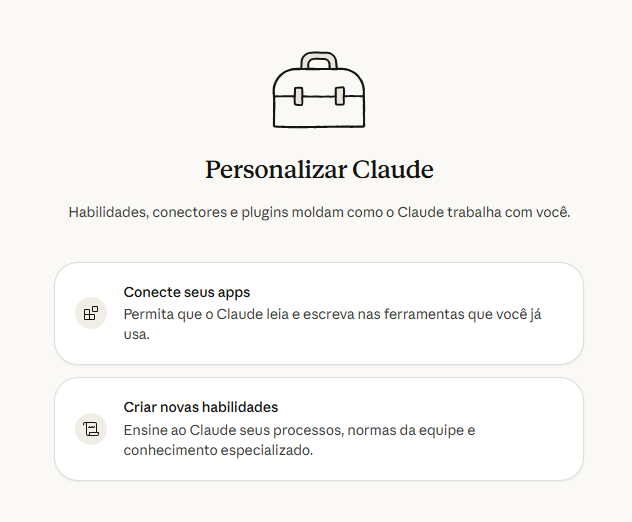 Personalizar Claude
Habilidades, conectores e plugins moldam como o Claude trabalha com você.
Conecte seus apps
Permita que o Claude leia e escreva nas ferramentas que você já
usa.
Criar novas habilidades
Ensine ao Claude seus processos, normas da equipe e
conhecimento especializado.